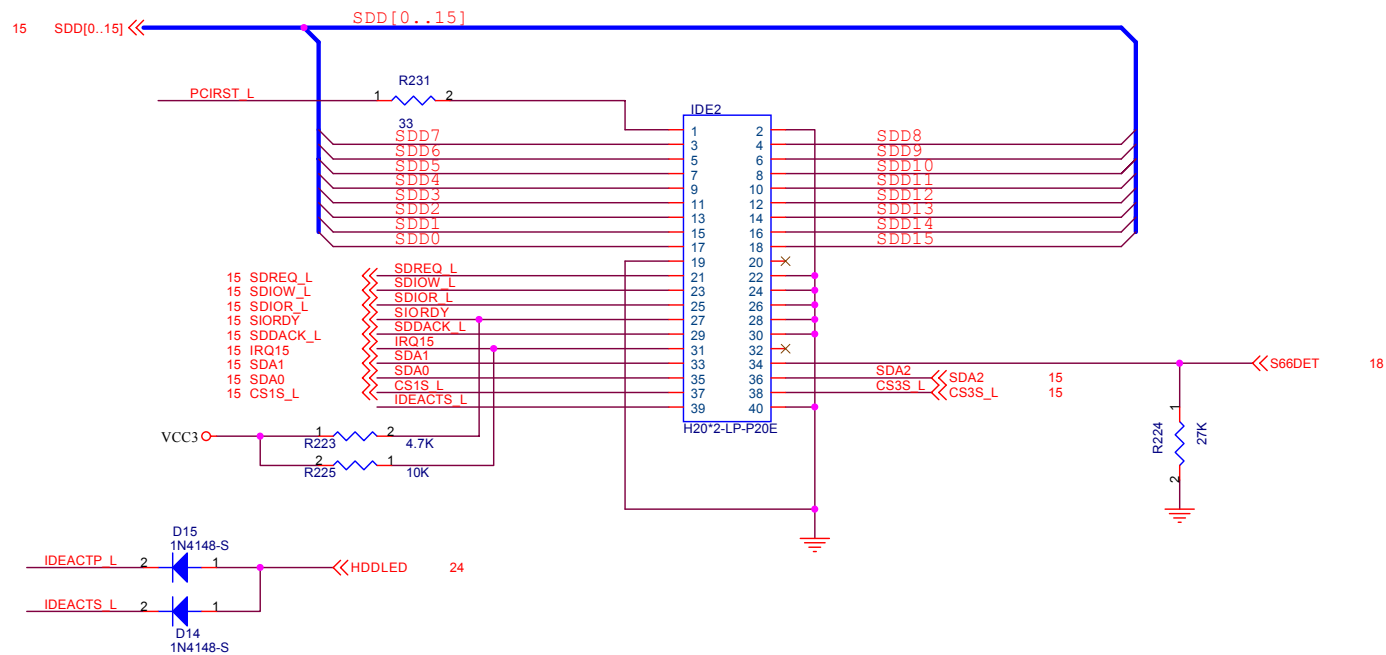 SDD[0..15]
15 SDD[0..15]
R231
PCIRST_L 1 2
33
IDE2
1 2
SDD7 3 4 SDD8
SDD6 5 6 SDD9
SDD5 7 8 SDD10
SDD4 9 10 SDD11
SDD3 11 12 SDD12
SDD2 13 14 SDD13
SDD1 15 16 SDD14
SDD0 17 18 SDD15
19 20
15 SDREQ_L SDREQ_L 21 22
15 SDIOW_L SDIOW_L 23 24
15 SDIOR_L SDIOR_L 25 26
15 SIORDY SIORDY 27 28
15 SDDACK_L SDDACK_L 29 30
15 IRQ15 IRQ15 31 32
15 SDA1 SDA1 33 34 S66DET 18
15 SDA0 SDA0 35 36 SDA2 SDA2 15
15 CS1S_L CS1S_L 37 38 CS3S_L CS3S_L 15
IDEACTS_L 39 40
H20*2-LP-P20E
VCC3 1 2
R223 4.7K
2 1
R225 10K
1
R224 27K
2
D15
1N4148-S
IDEACTP_L 2 1 HDDLED 24
IDEACTS_L 2 1
D14
1N4148-S